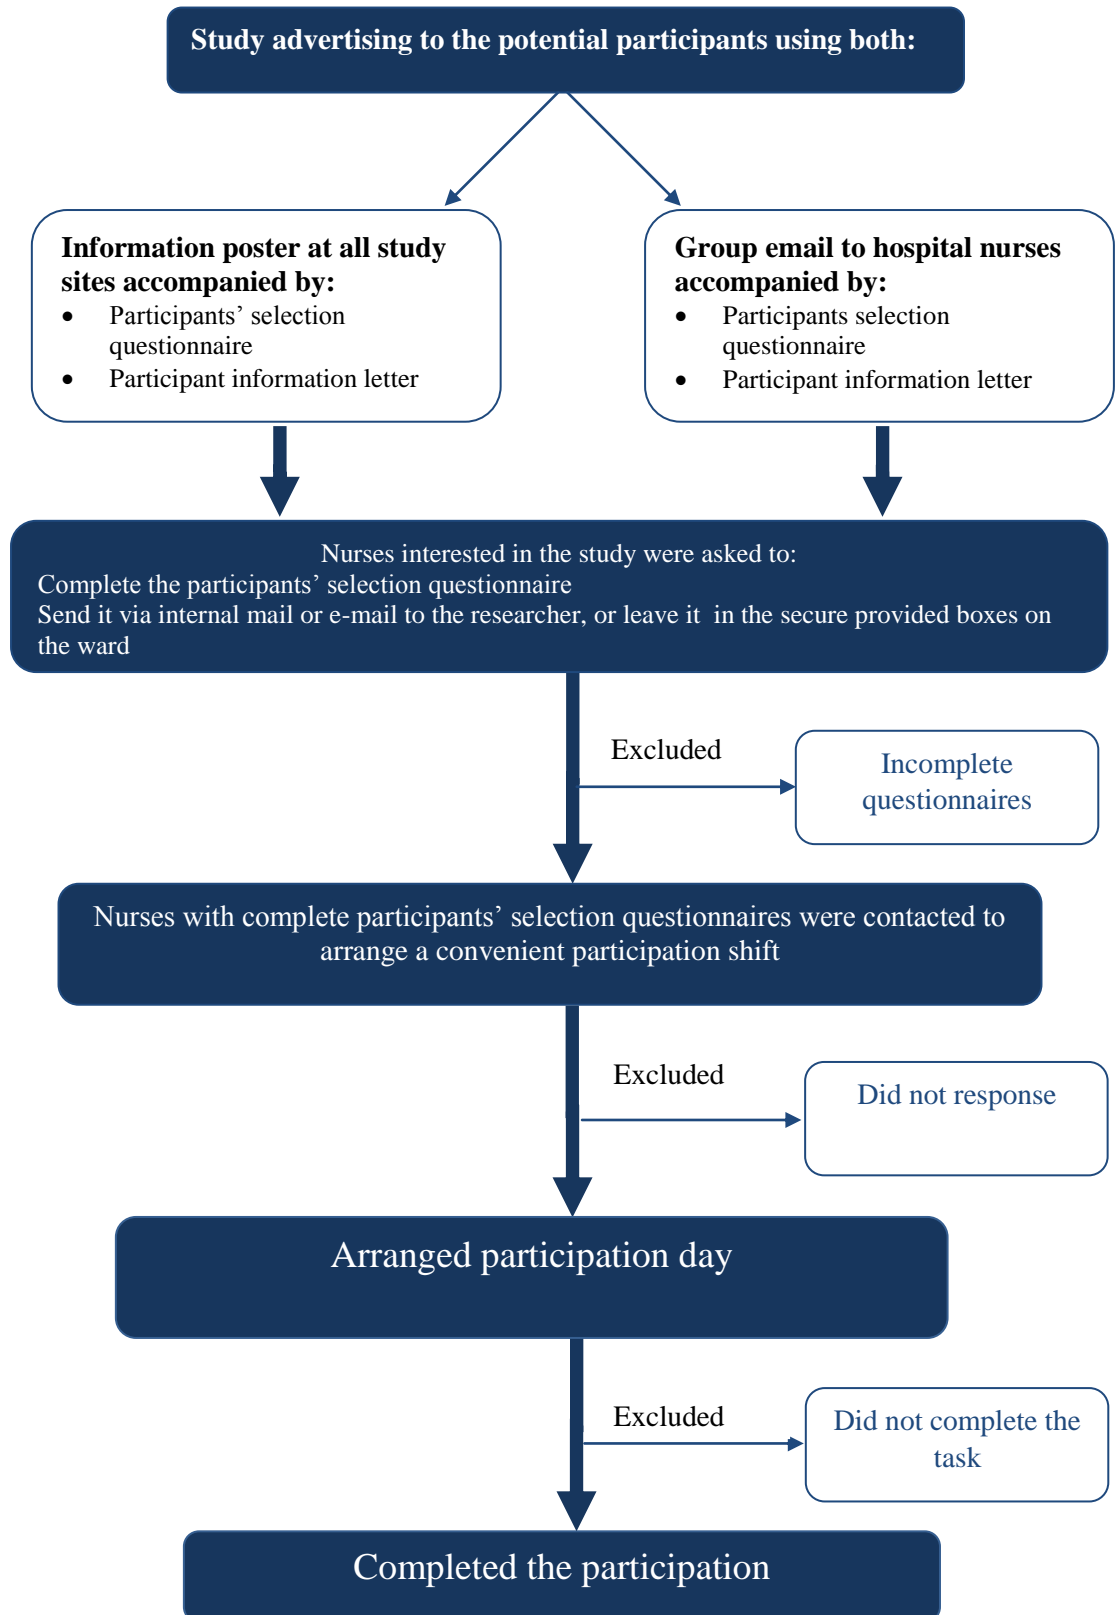 Study advertising to the potential participants using both:
Information poster at all study
sites accompanied by:
• Participants’ selection
questionnaire
• Participant information letter
Group email to hospital nurses
accompanied by:
• Participants selection
questionnaire
• Participant information letter
Nurses interested in the study were asked to:
Complete the participants’ selection questionnaire
Send it via internal mail or e-mail to the researcher, or leave it in the secure provided boxes on
the ward
Excluded
Incomplete
questionnaires
Nurses with complete participants’ selection questionnaires were contacted to
arrange a convenient participation shift
Excluded
Did not response
Arranged participation day
Excluded
Did not complete the
task
Completed the participation